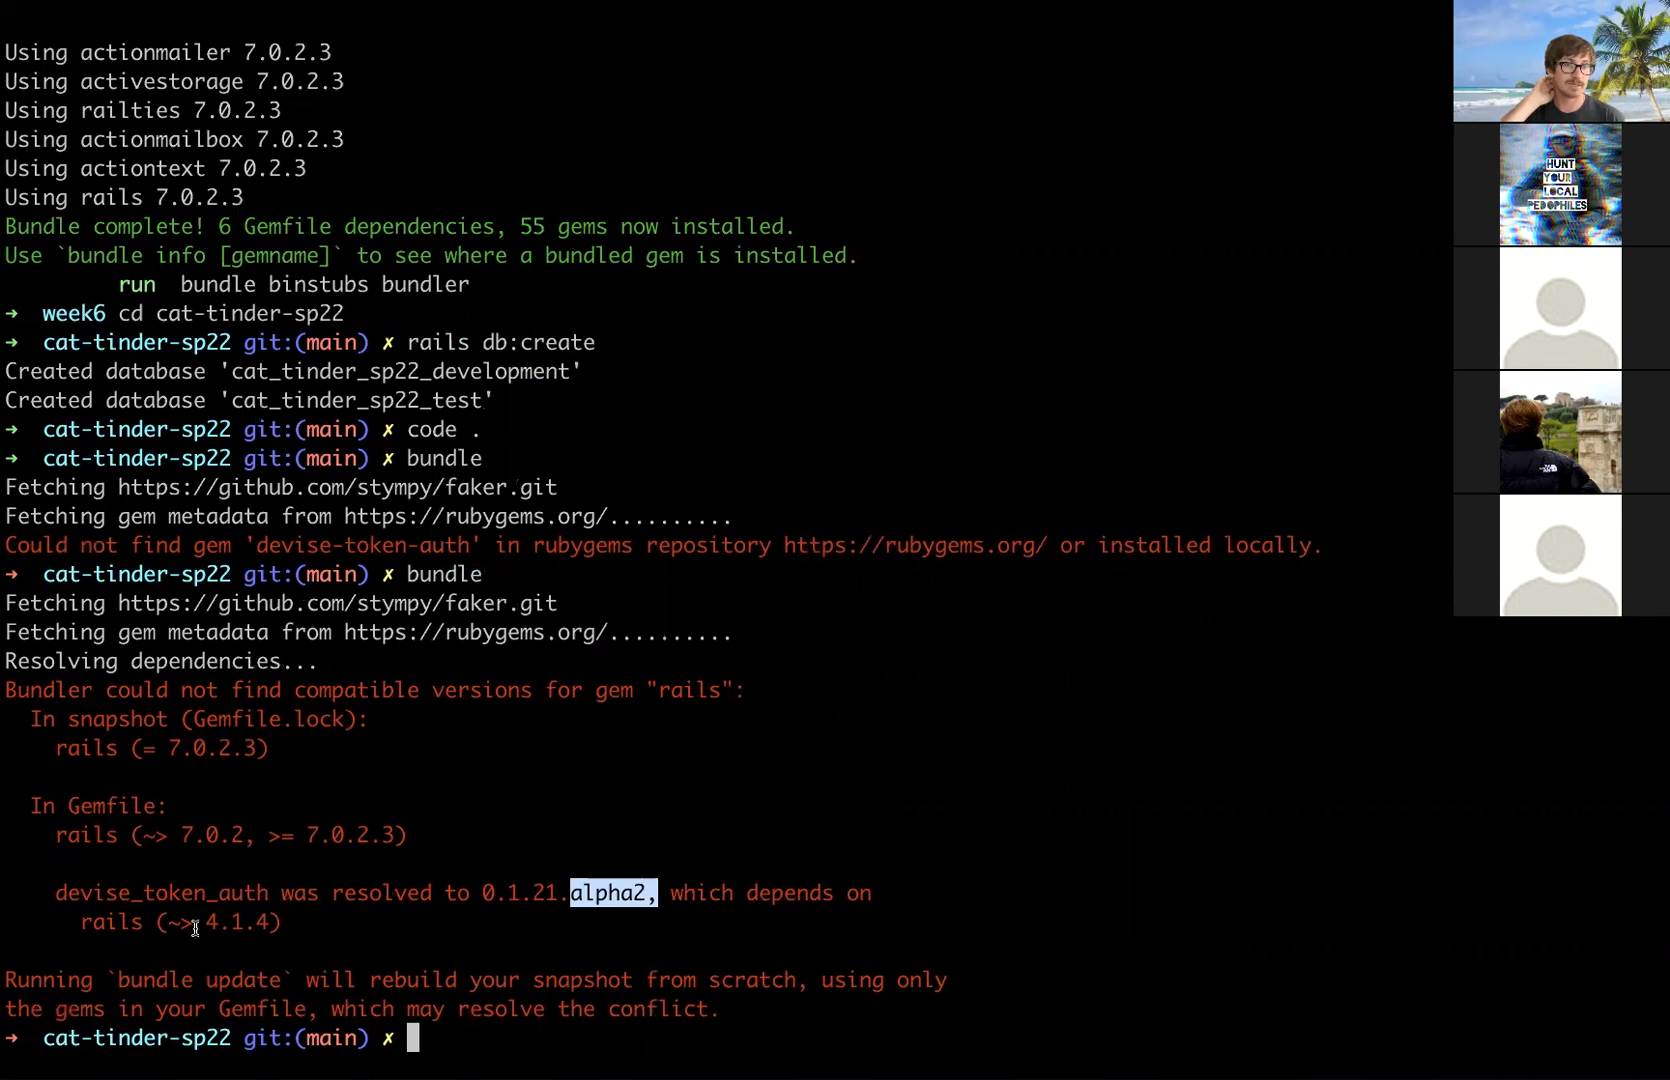 Using actionmailer 7.0.2.3
Using activestorage 7.0.2.3
Using railties 7.0.2.3
Using actionmailbox 7.0.2.3
Using actiontext 7.0.2.3
Using rails 7.0.2.3
Bundle complete! 6 Gemfile dependencies, 55 gems now installed.
Use `bundle info [gemname]` to see where a bundled gem is installed.
run bundle binstubs bundler
➜ week6 cd cat-tinder-sp22
➜ cat-tinder-sp22 git:(main) ✗ rails db:create
Created database 'cat_tinder_sp22_development'
Created database 'cat_tinder_sp22_test'
➜ cat-tinder-sp22 git:(main) ✗ code .
➜ cat-tinder-sp22 git:(main) ✗ bundle
Fetching https://github.com/stympy/faker.git
Fetching gem metadata from https://rubygems.org/..........
Could not find gem 'devise-token-auth' in rubygems repository https://rubygems.org/ or installed locally.
➜ cat-tinder-sp22 git:(main) ✗ bundle
Fetching https://github.com/stympy/faker.git
Fetching gem metadata from https://rubygems.org/..........
Resolving dependencies...
Bundler could not find compatible versions for gem "rails":
In snapshot (Gemfile.lock):
rails (= 7.0.2.3)
In Gemfile:
rails (~> 7.0.2, >= 7.0.2.3)
devise_token_auth was resolved to 0.1.21.alpha2, which depends on
rails (~> 4.1.4)
Running `bundle update` will rebuild your snapshot from scratch, using only
the gems in your Gemfile, which may resolve the conflict.
➜ cat-tinder-sp22 git:(main) ✗
HUNT
YOUR
LOCAL
PEDOPHILES